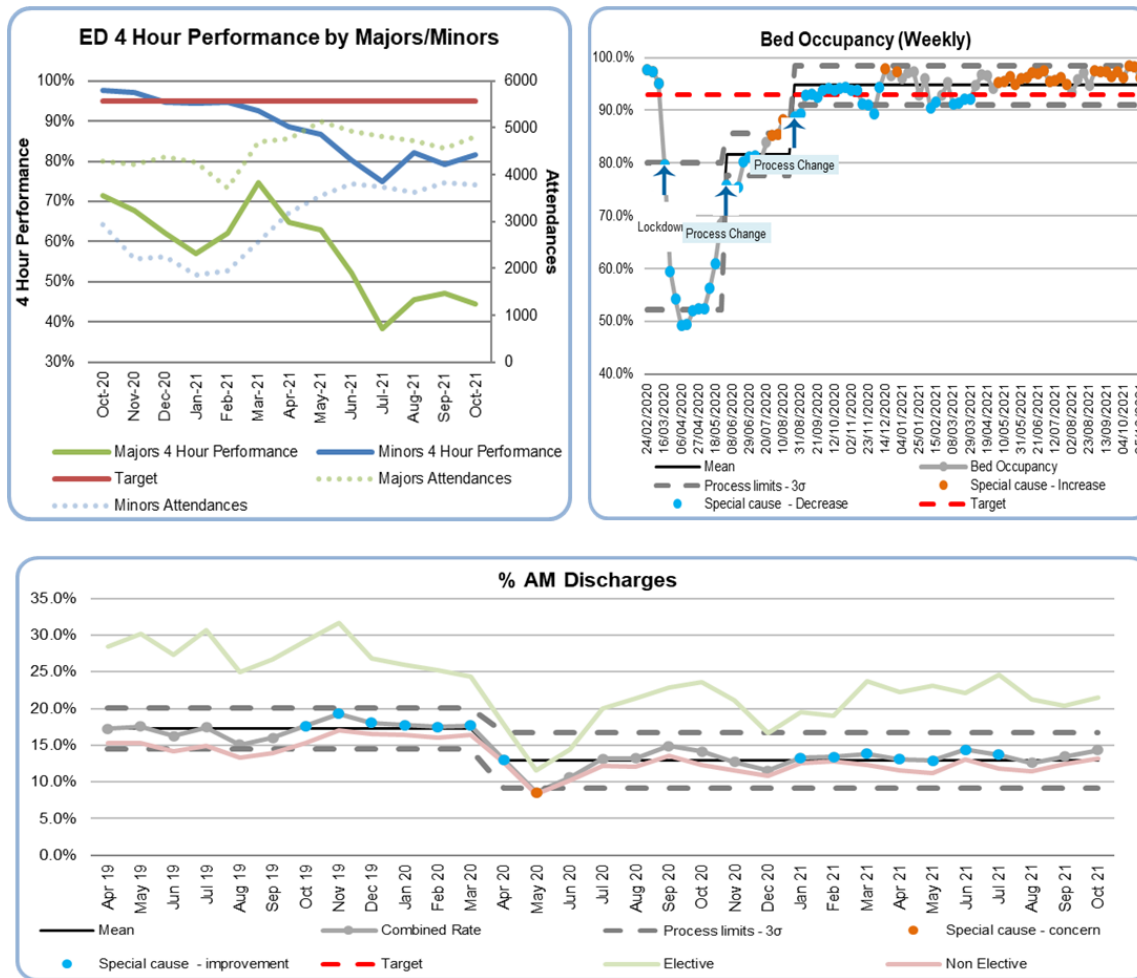 ED 4 Hour Performance by Majors/Minors
100%
90%
80%
70%
60%
50%
40%
30%
6000
5000
4000
3000
2000
1000
0
4 Hour Performance
Attendances
Oct-20
Nov-20
Dec-20
Jan-21
Feb-21
Mar-21
Apr-21
May-21
Jun-21
Jul-21
Aug-21
Sep-21
Oct-21
Majors 4 Hour Performance
Minors 4 Hour Performance
Target
Majors Attendances
Minors Attendances
Bed Occupancy (Weekly)
100.0%
90.0%
80.0%
70.0%
60.0%
50.0%
40.0%
Process Change
Lockdown
Process Change
24/02/2020
16/03/2020
06/04/2020
27/04/2020
18/05/2020
08/06/2020
29/06/2020
20/07/2020
10/08/2020
31/08/2020
21/09/2020
12/10/2020
02/11/2020
23/11/2020
14/12/2020
04/01/2021
25/01/2021
15/02/2021
08/03/2021
29/03/2021
19/04/2021
10/05/2021
31/05/2021
21/06/2021
12/07/2021
02/08/2021
23/08/2021
13/09/2021
04/10/2021
Mean
Bed Occupancy
Process limits - 3σ
Special cause - Increase
Special cause - Decrease
Target
% AM Discharges
35.0%
30.0%
25.0%
20.0%
15.0%
10.0%
5.0%
0.0%
Apr 19
May 19
Jun 19
Jul 19
Aug 19
Sep 19
Oct 19
Nov 19
Dec 19
Jan 20
Feb 20
Mar 20
Apr 20
May 20
Jun 20
Jul 20
Aug 20
Sep 20
Oct 20
Nov 20
Dec 20
Jan 21
Feb 21
Mar 21
Apr 21
May 21
Jun 21
Jul 21
Aug 21
Sep 21
Oct 21
Mean
Combined Rate
Process limits - 3σ
Special cause - concern
Special cause - improvement
Target
Elective
Non Elective